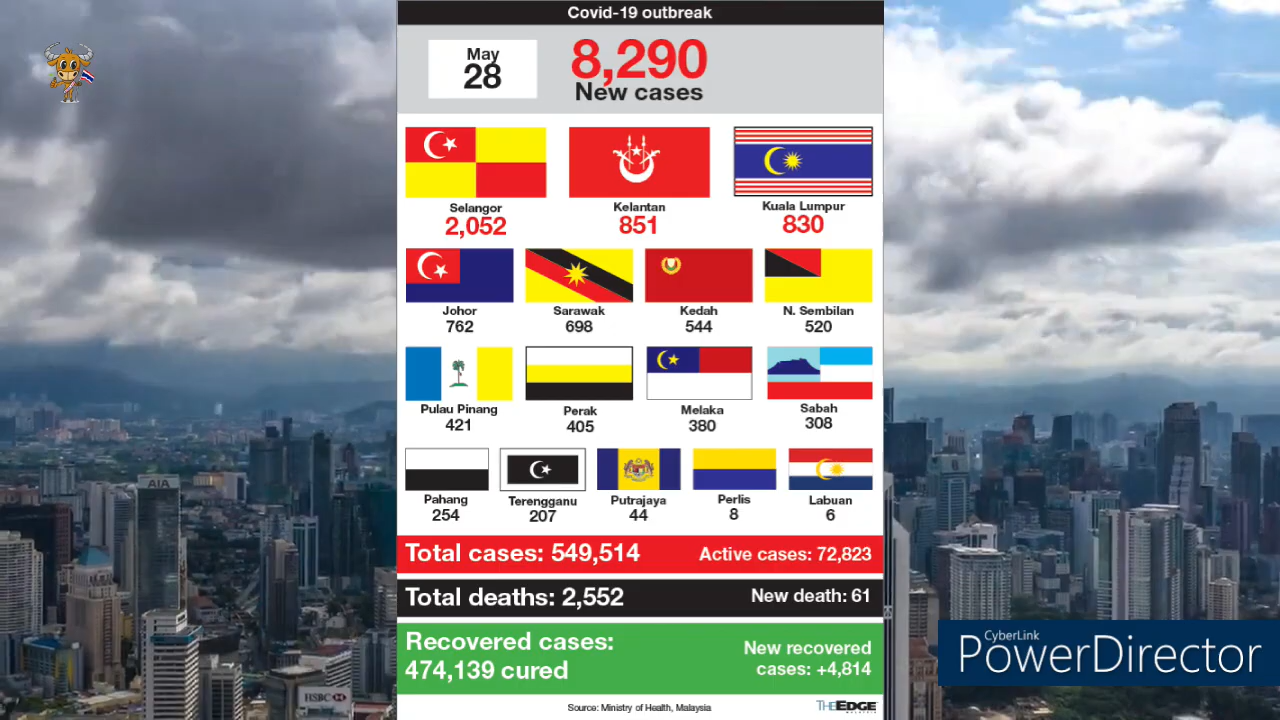 Covid-19 outbreak
May
28
8,290
New cases
Selangor
2,052
Kelantan
851
Kuala Lumpur
830
Johor
762
Sarawak
698
Kedah
544
N. Sembilan
520
Pulau Pinang
421
Perak
405
Melaka
380
Sabah
308
Pahang
254
Terengganu
207
Putrajaya
44
Perlis
8
Labuan
6
Total cases: 549,514
Active cases: 72,823
Total deaths: 2,552
New death: 61
Recovered cases:
474,139 cured
New recovered
cases: +4,814
Source: Ministry of Health, Malaysia
THE EDGE
MALAYSIA
AIA
HSBC
CyberLink
PowerDirector